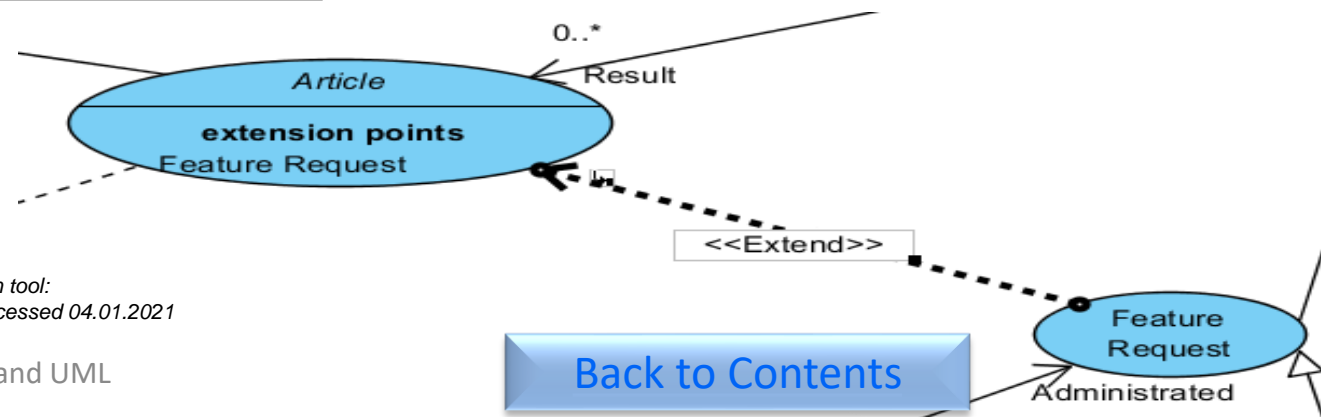 0..*
Article
Result
extension points
Feature Request
<<Extend>>
n tool:
cessed 04.01.2021
Feature
Request
and UML
Back to Contents
Administrated